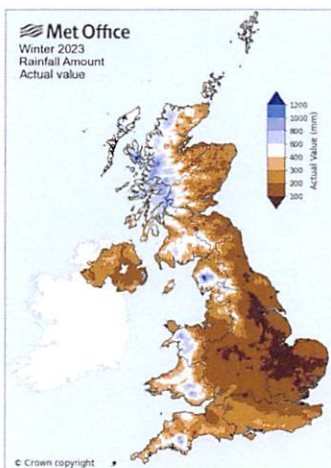 Met Office
Winter 2023
Rainfall Amount
Actual value
1200
1000
800
600
400
300
200
100
Actual Value (mm)
© Crown copyright